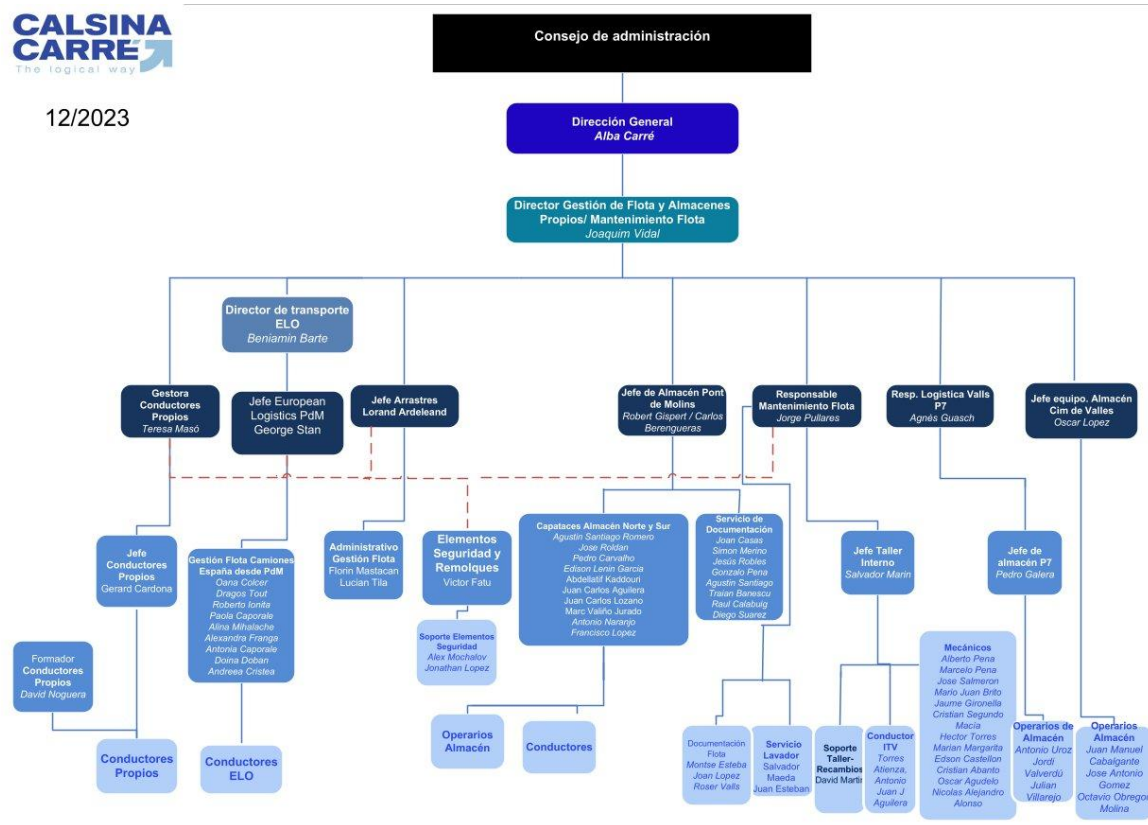 CALSINA
CARRÉ
The logical way
12/2023
Consejo de administración
Dirección General
Alba Carré
Director Gestión de Flota y Almacenes
Propios/ Mantenimiento Flota
Joaquim Vidal
Director de transporte
ELO
Beniamin Barte
Gestora
Conductores
Propios
Teresa Masó
Jefe European
Logistics PdM
George Stan
Jefe Arrastres
Lorand Ardeleand
Jefe de Almacén Pont
de Molins
Robert Gispert / Carlos
Berengueras
Responsable
Mantenimiento Flota
Jorge Pullares
Resp. Logistica Valls
P7
Agnès Guasch
Jefe equipo. Almacén
Cim de Valles
Oscar Lopez
Jefe
Conductores
Propios
Gerard Cardona
Gestión Flota Camiones
España desde PdM
Oana Colcer
Dragos Tout
Roberto Ionita
Paola Caporale
Alina Mihalache
Alexandra Franga
Antonia Caporale
Doina Doban
Andreea Cristea
Administrativo
Gestión Flota
Florin Mastacan
Lucian Tila
Elementos
Seguridad y
Remolques
Victor Fatu
Capataces Almacén Norte y Sur
Agustin Santiago Romero
Jose Roldan
Pedro Carvalho
Edison Lenin Garcia
Abdellatif Kaddouri
Juan Carlos Aguilera
Juan Carlos Lozano
Marc Valiño Jurado
Antonio Naranjo
Francisco Lopez
Servicio de
Documentación
Joan Casas
Simon Merino
Jesús Robles
Gonzalo Pena
Agustin Santiago
Traian Banescu
Raul Calabuig
Diego Suarez
Jefe Taller
Interno
Salvador Marin
Jefe de
almacén P7
Pedro Galera
Formador
Conductores
Propios
David Noguera
Soporte Elementos
Seguridad
Alex Mochalov
Jonathan Lopez
Mecánicos
Alberto Pena
Marcelo Pena
Jose Salmeron
Mario Juan Brito
Jaume Gironella
Cristian Segundo
Macia
Hector Torres
Marian Margarita
Edson Castellon
Cristian Abanto
Oscar Agudelo
Nicolas Alejandro
Alonso
Conductores
Propios
Conductores
ELO
Operarios
Almacén
Conductores
Documentación
Flota
Montse Esteba
Joan Lopez
Roser Valls
Servicio
Lavador
Salvador
Maeda
Juan Esteban
Soporte
Taller-
Recambios
David Martin
Conductor
ITV
Torres
Atienza,
Antonio
Juan J
Aguilera
Operarios de
Almacén
Antonio Uroz
Jordi
Valverdú
Julian
Villarejo
Operarios
Almacén
Juan Manuel
Cabalgante
Jose Antonio
Gomez
Octavio Obregon
Molina